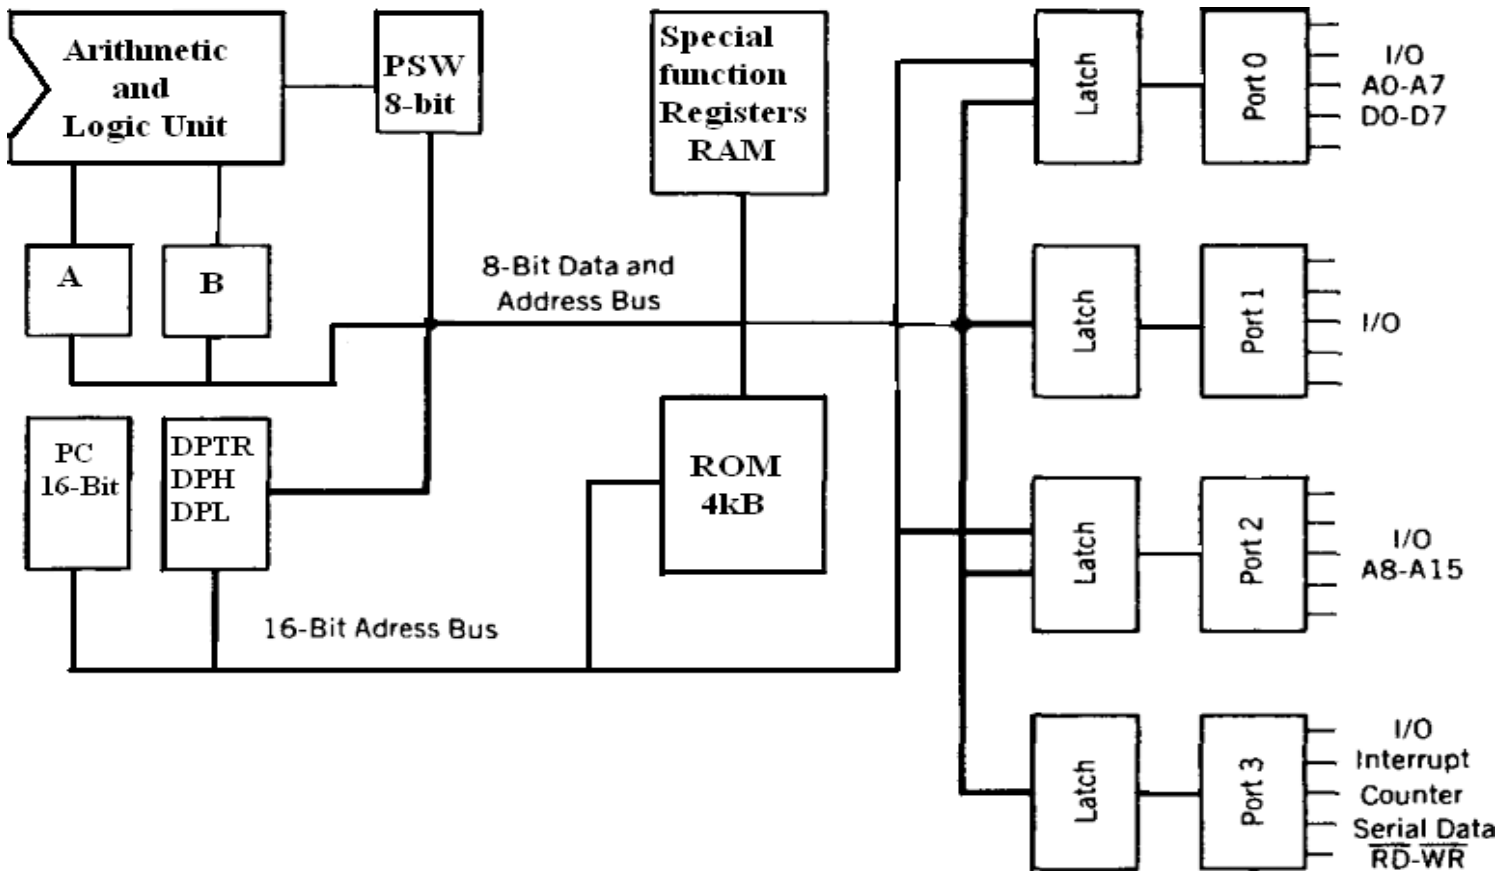 Arithmetic
and
Logic Unit
PSW
8-bit
Special
function
Registers
RAM
Latch
Port 0
I/O
A0-A7
D0-D7
A
B
8-Bit Data and
Address Bus
Latch
Port 1
I/O
PC
16-Bit
DPTR
DPH
DPL
ROM
4kB
Latch
Port 2
I/O
A8-A15
16-Bit Adress Bus
Latch
Port 3
I/O
Interrupt
Counter
Serial Data
R̅D̅-W̅R̅